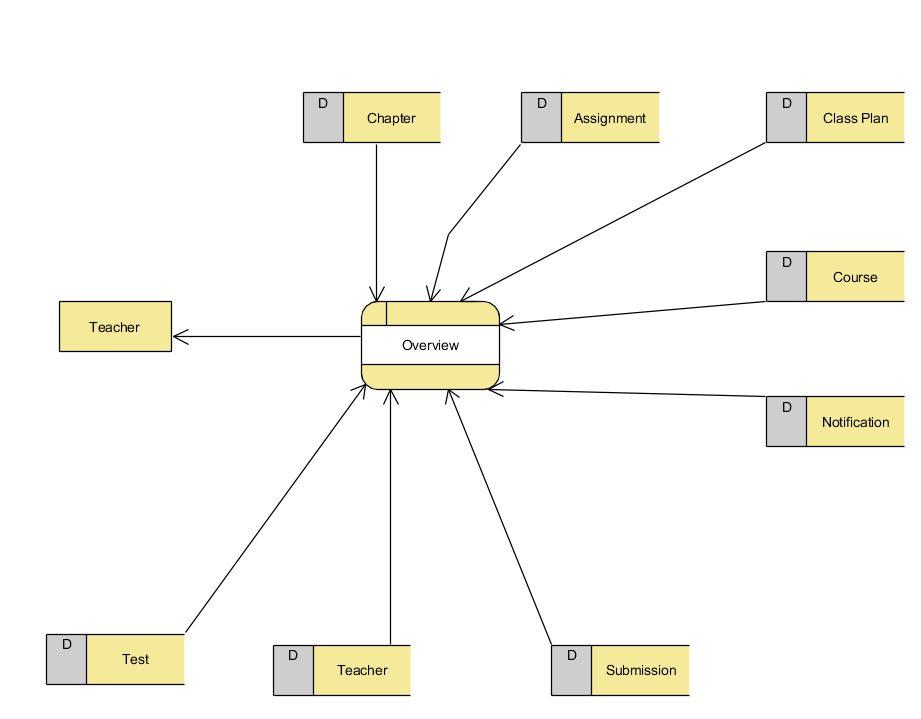 D
Chapter
D
Assignment
D
Class Plan
D
Course
Teacher
Overview
D
Notification
D
Test
D
Teacher
D
Submission